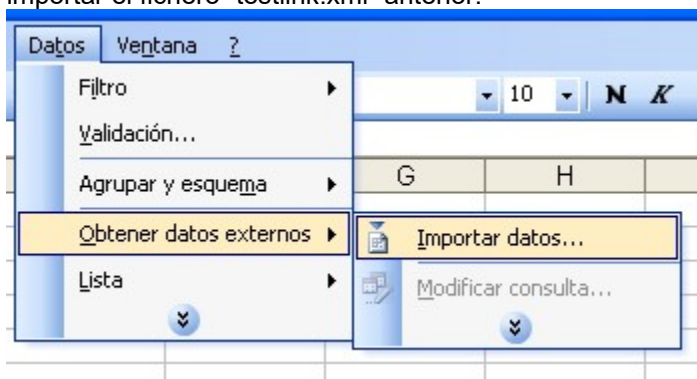 importar el fichero "testlink.xml" anterior.
Datos Ventana ?
Filtro
10 N K
Validación...
Agrupar y esquema
G H
Obtener datos externos
Importar datos...
Lista
Modificar consulta...